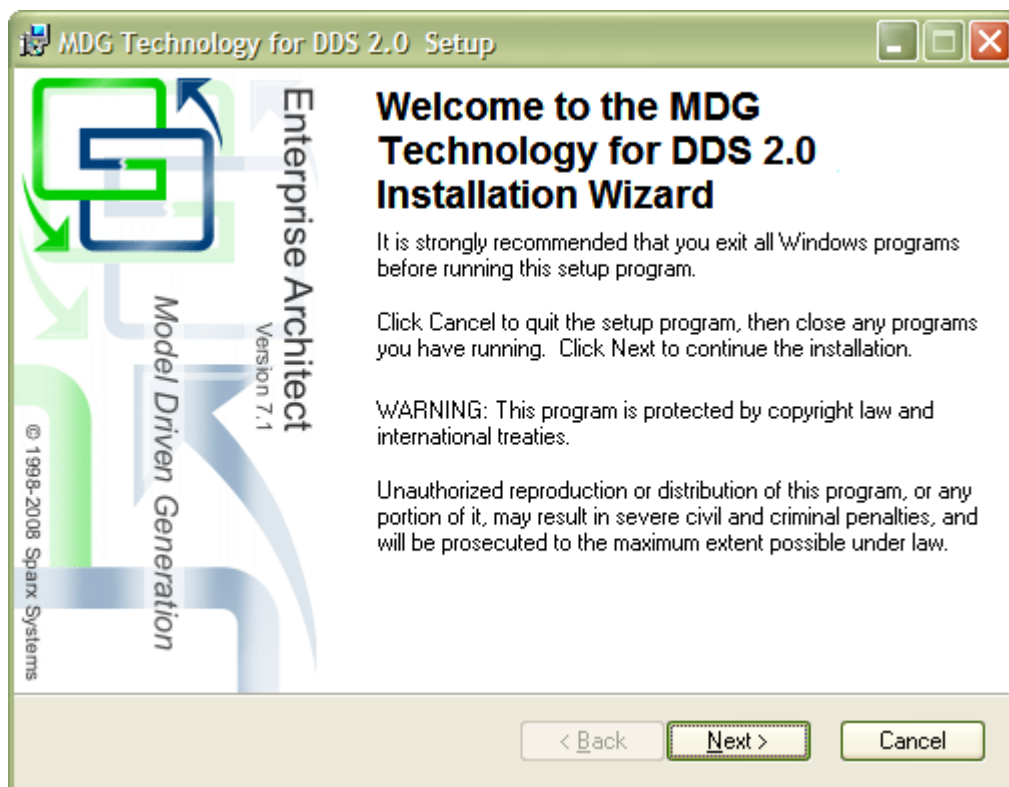 MDG Technology for DDS 2.0 Setup
Enterprise Architect
Version 7.1
Model Driven Generation
© 1998-2008 Sparx Systems
Welcome to the MDG
Technology for DDS 2.0
Installation Wizard
It is strongly recommended that you exit all Windows programs
before running this setup program.
Click Cancel to quit the setup program, then close any programs
you have running. Click Next to continue the installation.
WARNING: This program is protected by copyright law and
international treaties.
Unauthorized reproduction or distribution of this program, or any
portion of it, may result in severe civil and criminal penalties, and
will be prosecuted to the maximum extent possible under law.
< Back
Next >
Cancel